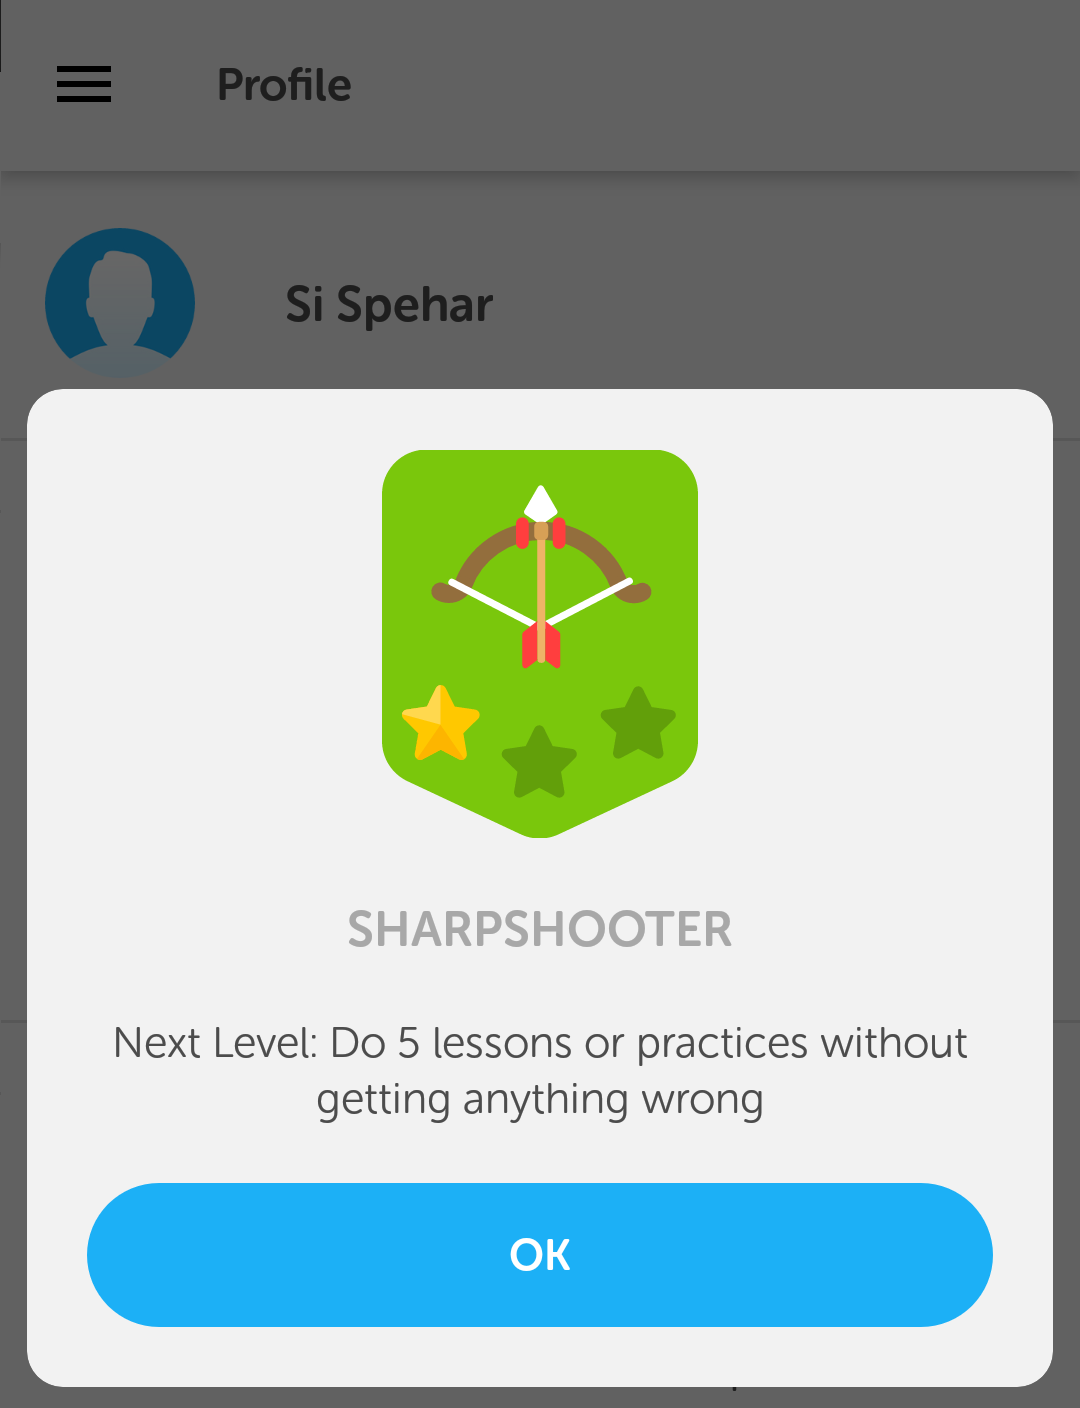 Profile
Si Spehar
SHARPSHOOTER
Next Level: Do 5 lessons or practices without
getting anything wrong
OK